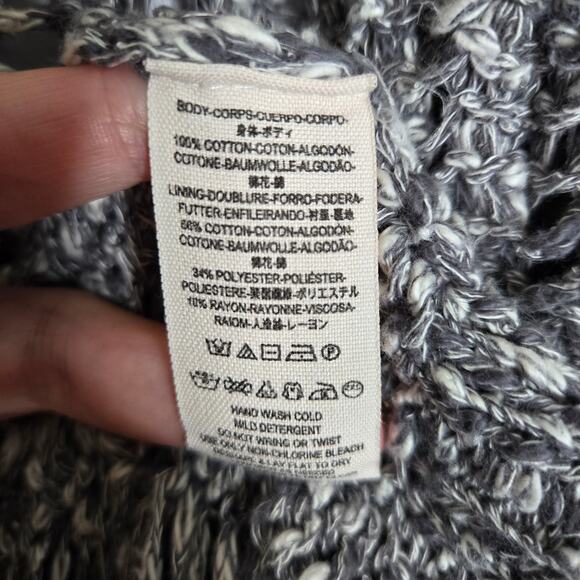 BODY-CORPS-CUERPO-CORPO-
身体-ボディ
100% COTTON-COTON-ALGODÓN-
COTONE-BAUMWOLLE-ALGODÃO-
棉花-綿
LINING-DOUBLURE-FORRO-FODERA-
FUTTER-ENFILEIRANDO-衬里-裏地
56% COTTON-COTON-ALGODÓN-
COTONE-BAUMWOLLE-ALGODÃO-
棉花-綿
34% POLYESTER-POLIÉSTER-
POLIESTERE-聚酯纖維-ポリエステル
10% RAYON-RAYONNE-VISCOSA-
RAIOM-人造絲-レーヨン
HAND WASH COLD
MILD DETERGENT
DO NOT WRING OR TWIST
USE ONLY NON-CHLORINE BLEACH
RESHAPE & LAY FLAT TO DRY